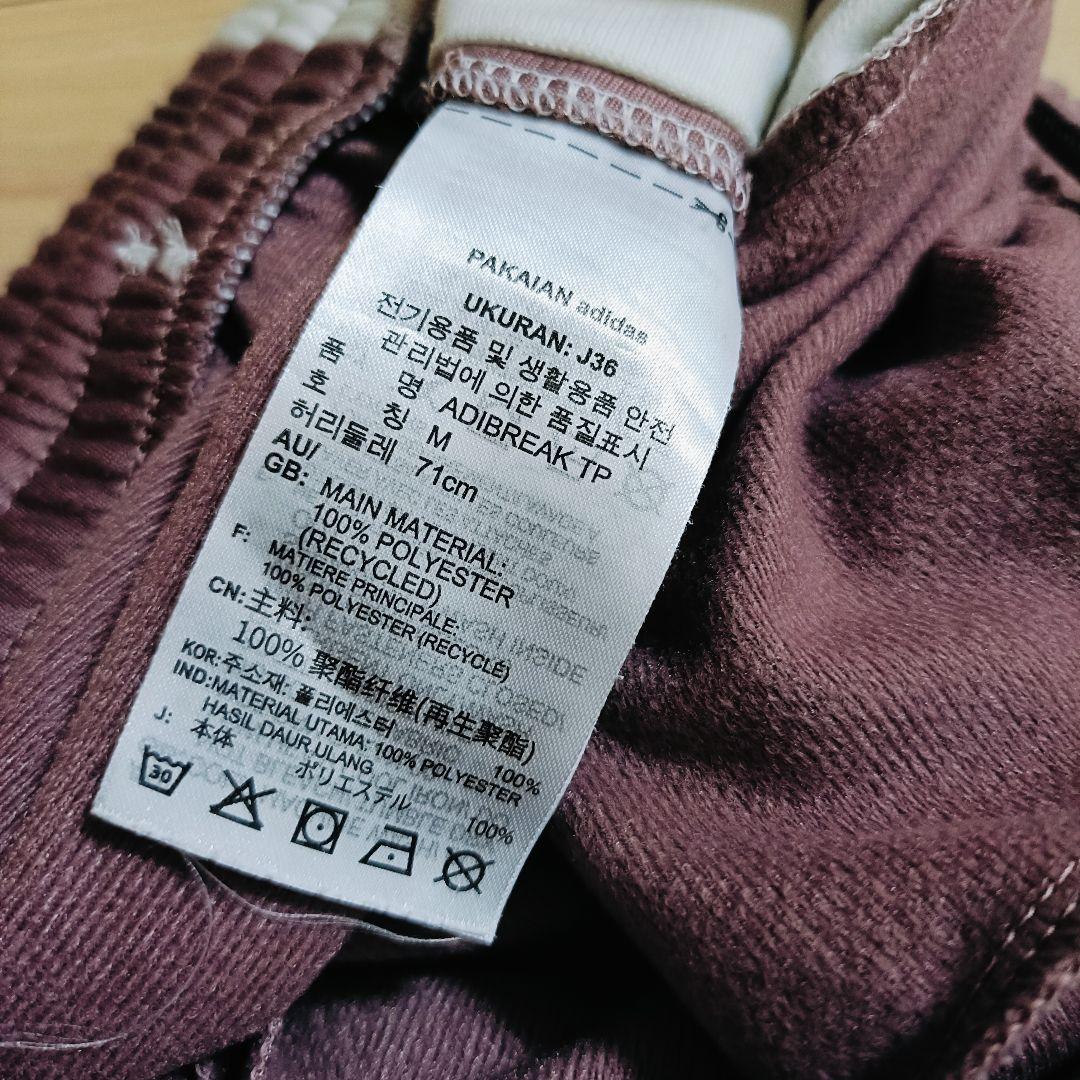 PAKAIAN adidas
UKURAN: J36
전기용품 및 생활용품 안전
관리법에 의한 품질표시
품 명 ADIBREAK TP
호 칭 M
허리둘레 71cm
AU/
GB: MAIN MATERIAL:
100% POLYESTER
(RECYCLED)
F: MATIERE PRINCIPALE:
100% POLYESTER (RECYCLÉ)
CN: 主料:
100% 聚酯纤维(再生聚酯)
KOR: 주소재: 폴리에스터 100%
IND: MATERIAL UTAMA: 100% POLYESTER
HASIL DAUR ULANG
J: 本体 ポリエステル 100%
30